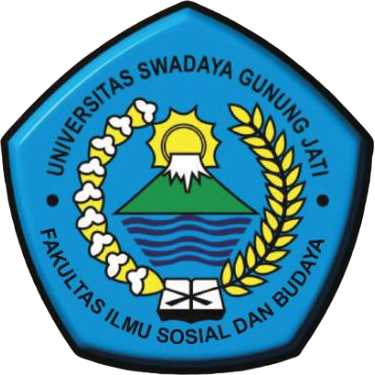 UNIVERSITAS SWADAYA GUNUNG JATI
FAKULTAS ILMU SOSIAL DAN BUDAYA